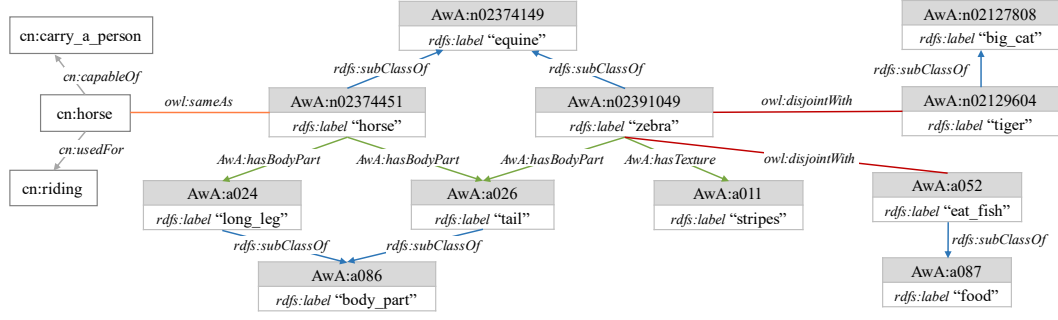 AwA:n02374149
rdfs:label “equine”
AwA:n02127808
rdfs:label “big_cat”
cn:carry_a_person
rdfs:subClassOf
rdfs:subClassOf
rdfs:subClassOf
cn:capableOf
cn:horse
owl:sameAs
AwA:n02374451
rdfs:label “horse”
AwA:n02391049
rdfs:label “zebra”
owl:disjointWith
AwA:n02129604
rdfs:label “tiger”
cn:usedFor
AwA:hasBodyPart
AwA:hasBodyPart
AwA:hasBodyPart
AwA:hasTexture
owl:disjointWith
cn:riding
AwA:a024
rdfs:label “long_leg”
AwA:a026
rdfs:label “tail”
AwA:a011
rdfs:label “stripes”
AwA:a052
rdfs:label “eat_fish”
rdfs:subClassOf
rdfs:subClassOf
rdfs:subClassOf
AwA:a086
rdfs:label “body_part”
AwA:a087
rdfs:label “food”